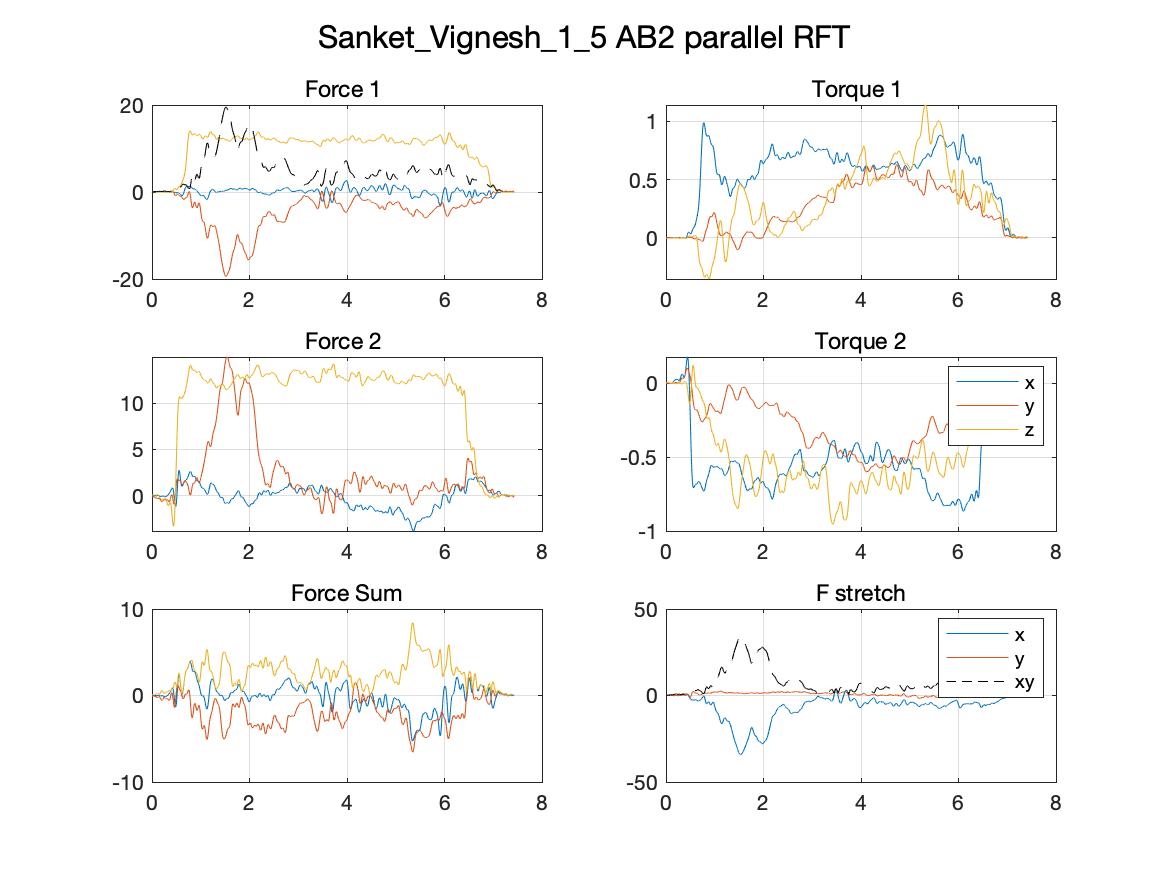 Sanket_Vignesh_1_5 AB2 parallel RFT
Force 1
20
0
-20
0 2 4 6 8
Torque 1
1
0.5
0
0 2 4 6 8
Force 2
10
5
0
0 2 4 6 8
Torque 2
0
-0.5
-1
0 2 4 6 8
x
y
z
Force Sum
10
0
-10
0 2 4 6 8
F stretch
50
0
-50
0 2 4 6 8
x
y
xy